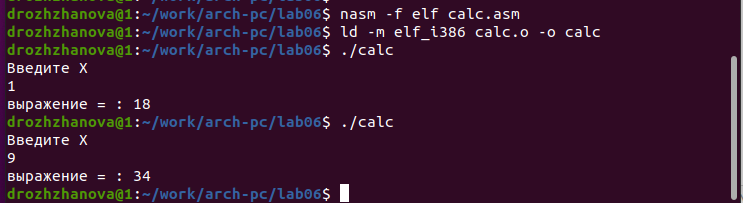 drozhzhanova@1:~/work/arch-pc/lab06$ nasm -f elf calc.asm
drozhzhanova@1:~/work/arch-pc/lab06$ ld -m elf_i386 calc.o -o calc
drozhzhanova@1:~/work/arch-pc/lab06$ ./calc
Введите X
1
выражение = : 18
drozhzhanova@1:~/work/arch-pc/lab06$ ./calc
Введите X
9
выражение = : 34
drozhzhanova@1:~/work/arch-pc/lab06$